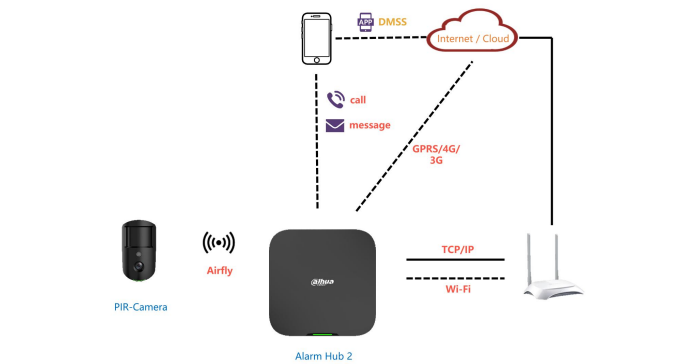 APP DMSS
Internet / Cloud
call
message
GPRS/4G/
3G
TCP/IP
Airfly
alhua
Wi-Fi
PIR-Camera
Alarm Hub 2